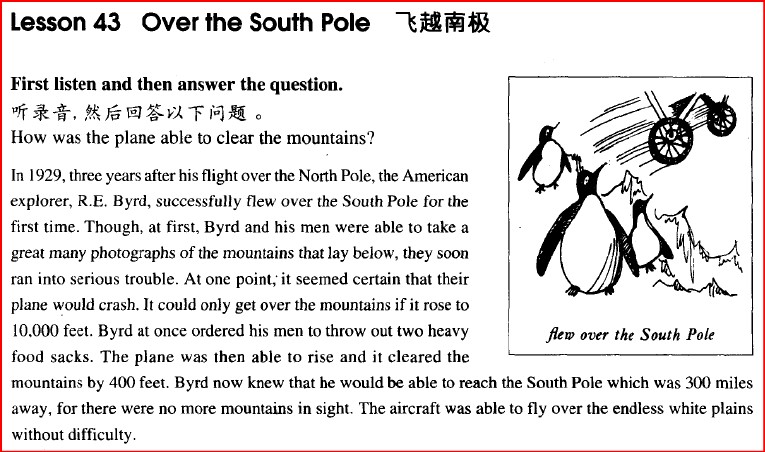 Lesson 43 Over the South Pole 飞越南极
First listen and then answer the question.
听录音，然后回答以下问题。
How was the plane able to clear the mountains?
In 1929, three years after his flight over the North Pole, the American
explorer, R.E. Byrd, successfully flew over the South Pole for the
first time. Though, at first, Byrd and his men were able to take a
great many photographs of the mountains that lay below, they soon
ran into serious trouble. At one point, it seemed certain that their
plane would crash. It could only get over the mountains if it rose to
10,000 feet. Byrd at once ordered his men to throw out two heavy
food sacks. The plane was then able to rise and it cleared the
mountains by 400 feet. Byrd now knew that he would be able to reach the South Pole which was 300 miles
away, for there were no more mountains in sight. The aircraft was able to fly over the endless white plains
without difficulty.
flew over the South Pole